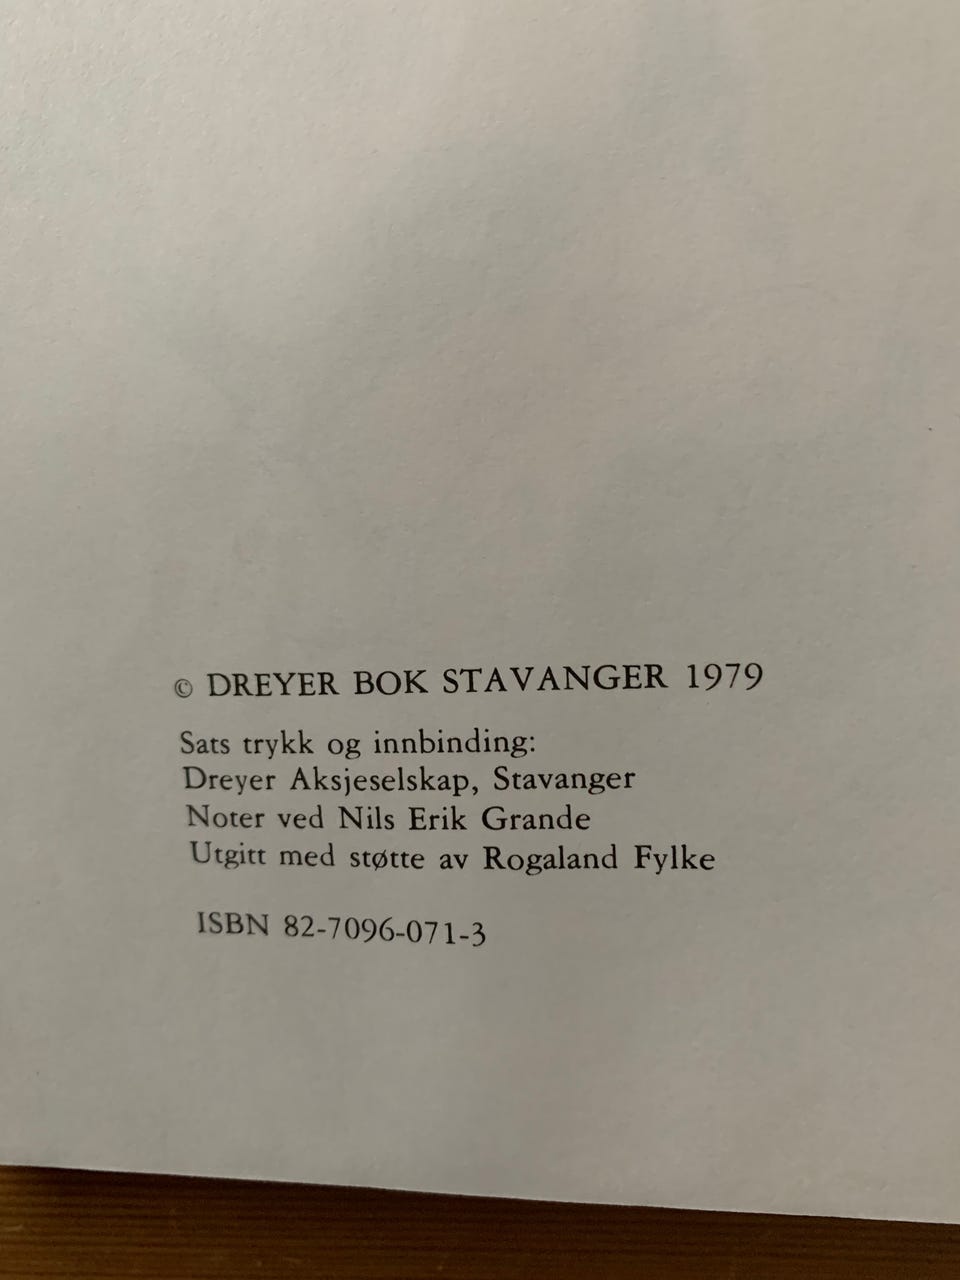 © DREYER BOK STAVANGER 1979
Sats trykk og innbinding:
Dreyer Aksjeselskap, Stavanger
Noter ved Nils Erik Grande
Utgitt med støtte av Rogaland Fylke
ISBN 82-7096-071-3